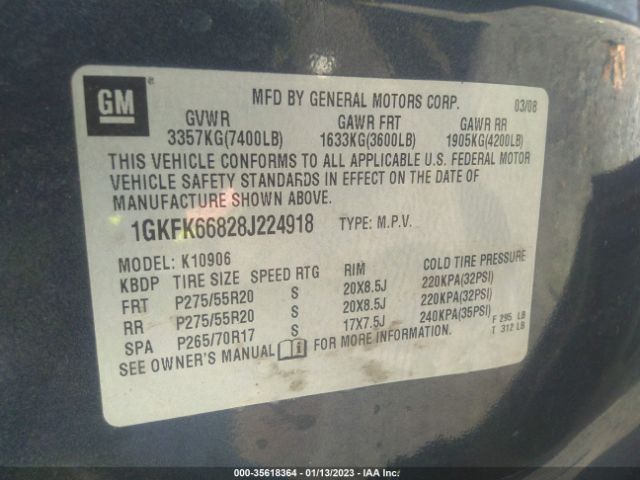 GM
MFD BY GENERAL MOTORS CORP. 03/08
GVWR GAWR FRT GAWR RR
3357KG(7400LB) 1633KG(3600LB) 1905KG(4200LB)
THIS VEHICLE CONFORMS TO ALL APPLICABLE U.S. FEDERAL MOTOR
VEHICLE SAFETY STANDARDS IN EFFECT ON THE DATE OF
MANUFACTURE SHOWN ABOVE.
1GKFK66828J224918 TYPE: M.P.V.
MODEL: K10906
KBDP TIRE SIZE SPEED RTG RIM COLD TIRE PRESSURE
FRT P275/55R20 S 20X8.5J 220KPA(32PSI)
RR P275/55R20 S 20X8.5J 220KPA(32PSI)
SPA P265/70R17 S 17X7.5J 240KPA(35PSI)
F 295 LB
T 312 LB
SEE OWNER'S MANUAL FOR MORE INFORMATION.
000-35618364 - 01/13/2023 - IAA Inc.